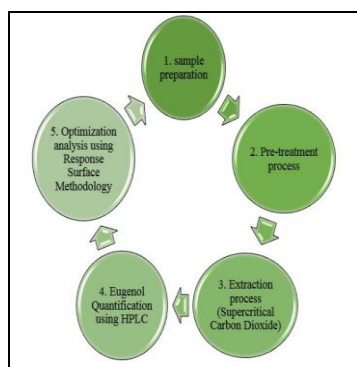 1. sample
preparation
2. Pre-treatment
process
3. Extraction
process
(Supercritical
Carbon Dioxide)
4. Eugenol
Quantification
using HPLC
5. Optimization
analysis using
Response
Surface
Methodology